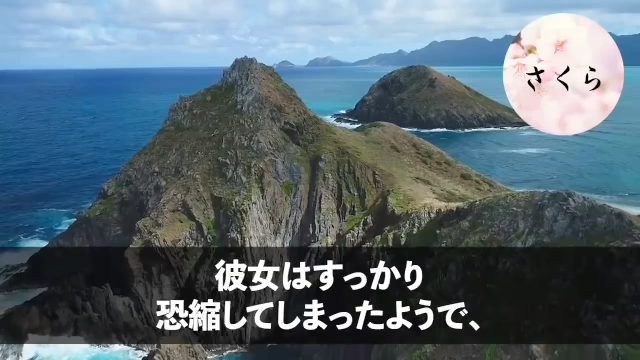 さくら
彼女はすっかり
恐縮してしまったようで、